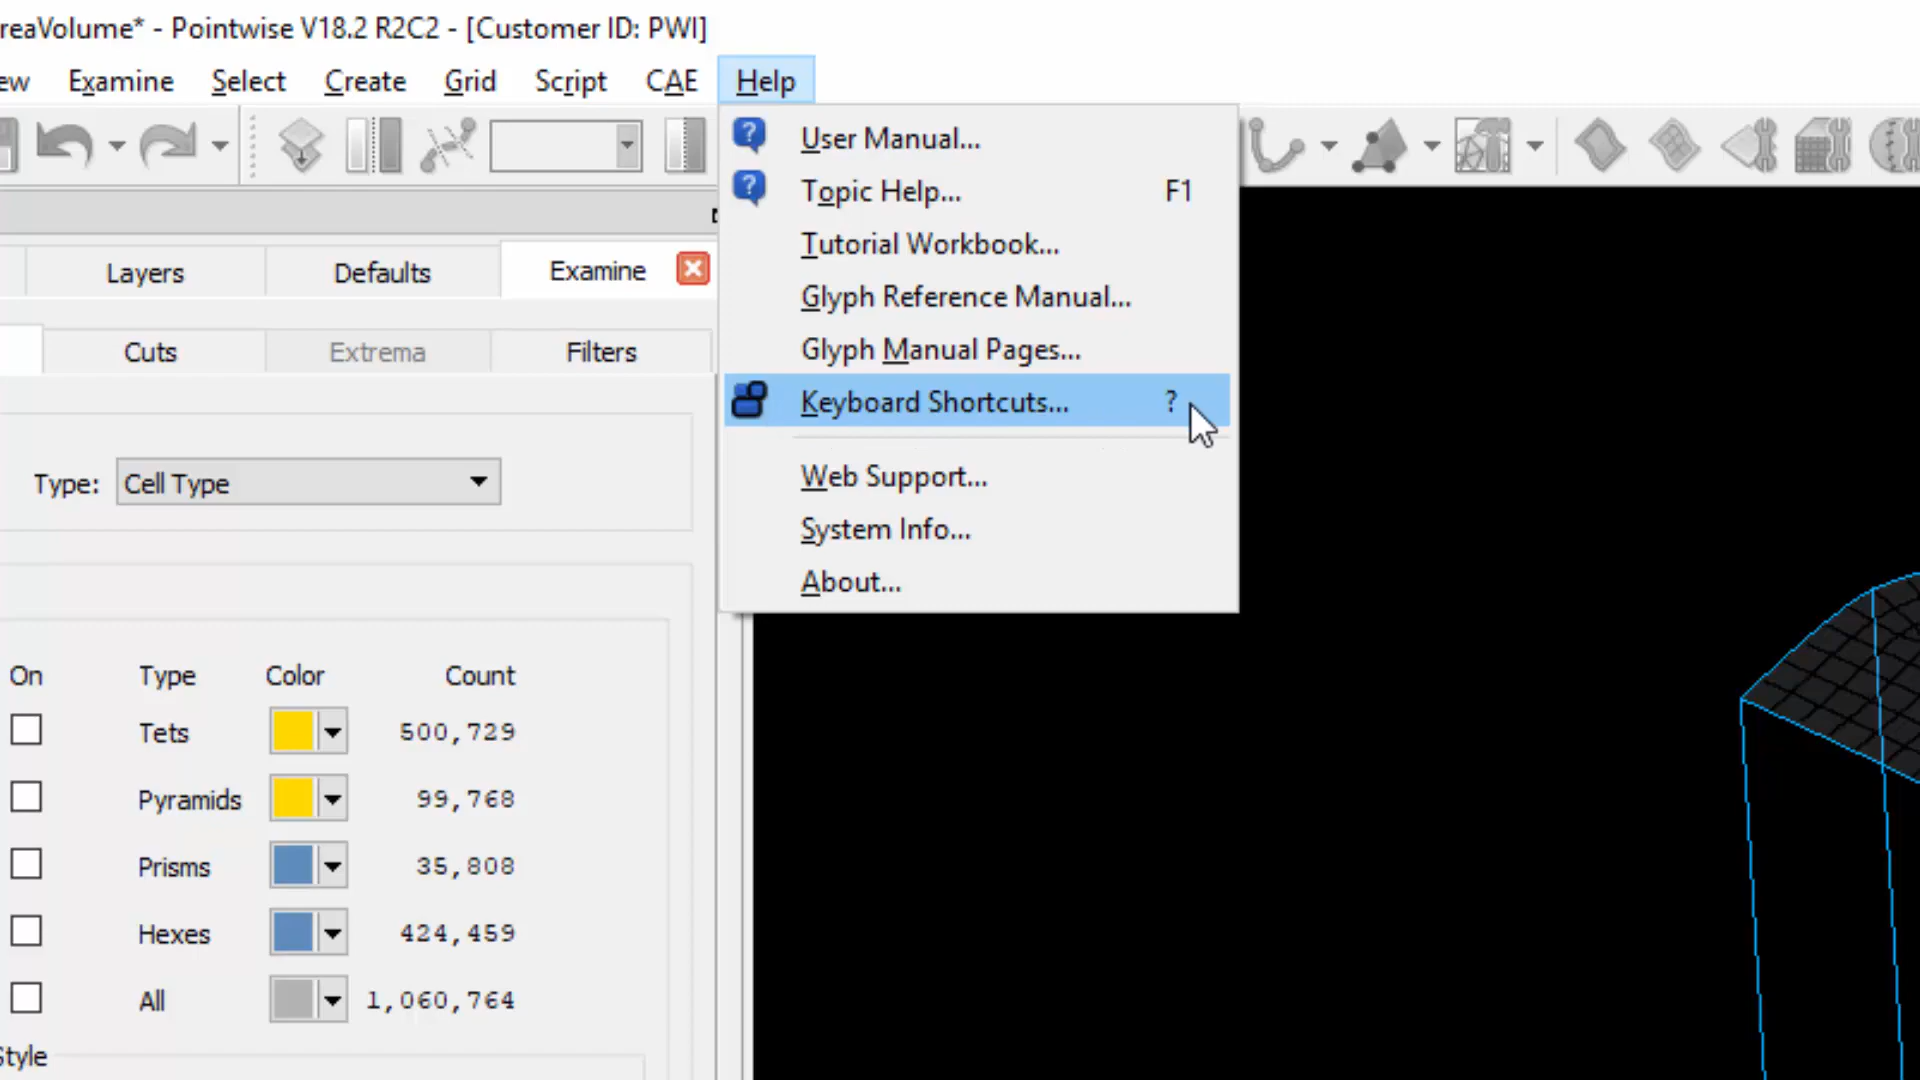 reaVolume* - Pointwise V18.2 R2C2 - [Customer ID: PWI]
ew Examine Select Create Grid Script CAE Help
User Manual...
Topic Help... F1
Tutorial Workbook...
Glyph Reference Manual...
Glyph Manual Pages...
Keyboard Shortcuts... ?
Web Support...
System Info...
About...
Layers Defaults Examine
Cuts Extrema Filters
Type: Cell Type
On Type Color Count
Tets 500,729
Pyramids 99,768
Prisms 35,808
Hexes 424,459
All 1,060,764
Style